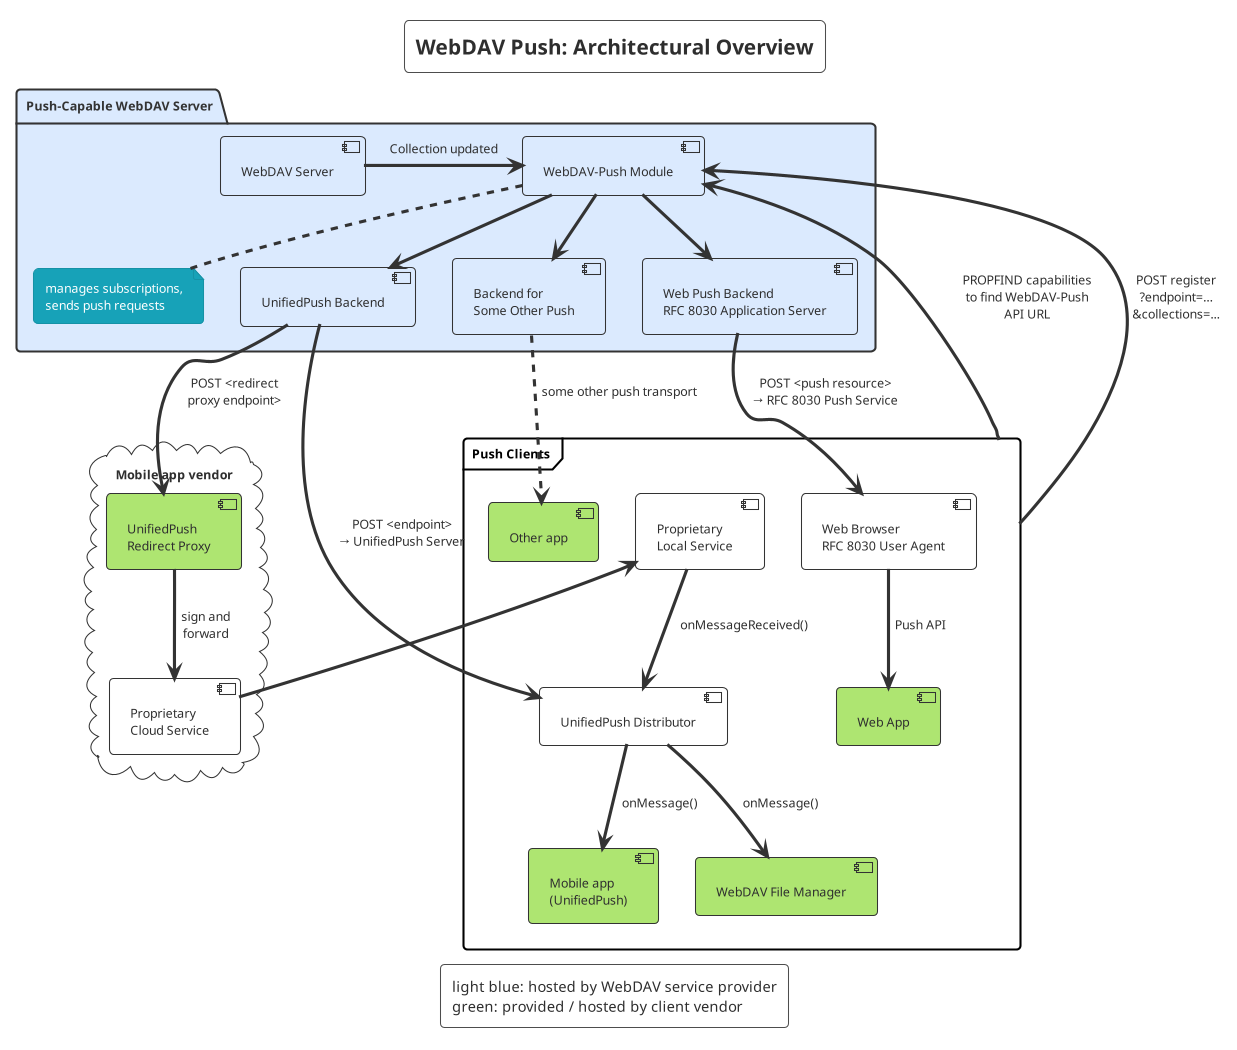 WebDAV Push: Architectural Overview
Push-Capable WebDAV Server
WebDAV Server
Collection updated
WebDAV-Push Module
manages subscriptions,
sends push requests
UnifiedPush Backend
Backend for
Some Other Push
Web Push Backend
RFC 8030 Application Server
PROPFIND capabilities
to find WebDAV-Push
API URL
POST register
?endpoint=...
&collections=...
POST <redirect
proxy endpoint>
some other push transport
POST <push resource>
→ RFC 8030 Push Service
Mobile app vendor
UnifiedPush
Redirect Proxy
sign and
forward
Proprietary
Cloud Service
POST <endpoint>
→ UnifiedPush Server
Push Clients
Other app
Proprietary
Local Service
Web Browser
RFC 8030 User Agent
onMessageReceived()
Push API
UnifiedPush Distributor
Web App
onMessage()
onMessage()
Mobile app
(UnifiedPush)
WebDAV File Manager
light blue: hosted by WebDAV service provider
green: provided / hosted by client vendor